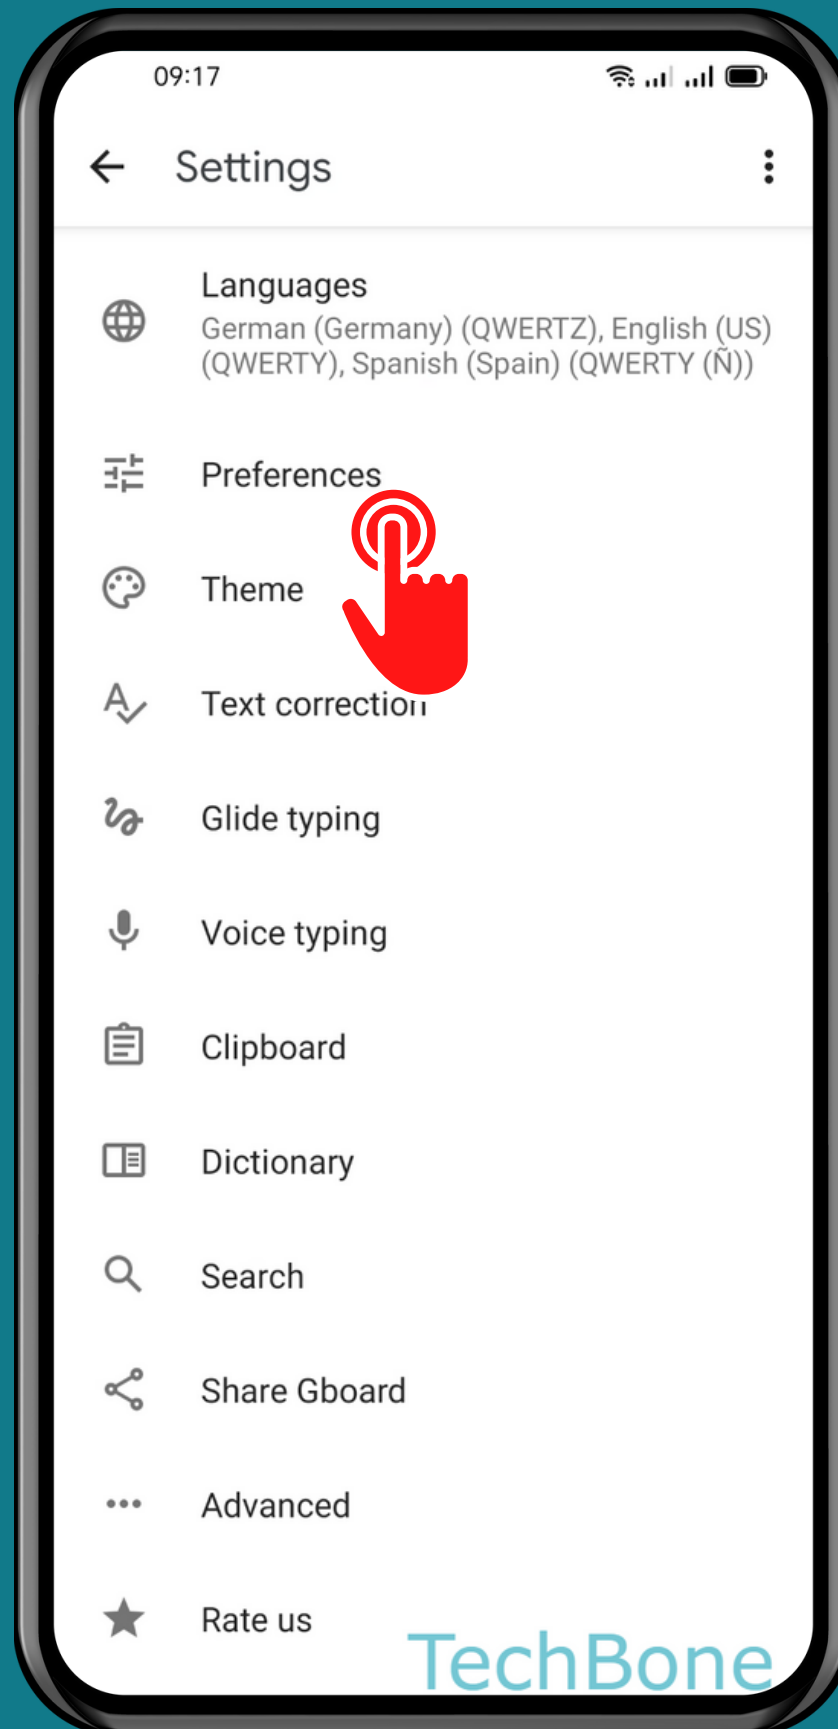 09:17
Settings
Languages
German (Germany) (QWERTZ), English (US)
(QWERTY), Spanish (Spain) (QWERTY (Ñ))
Preferences
Theme
Text correction
Glide typing
Voice typing
Clipboard
Dictionary
Search
Share Gboard
Advanced
Rate us
TechBone